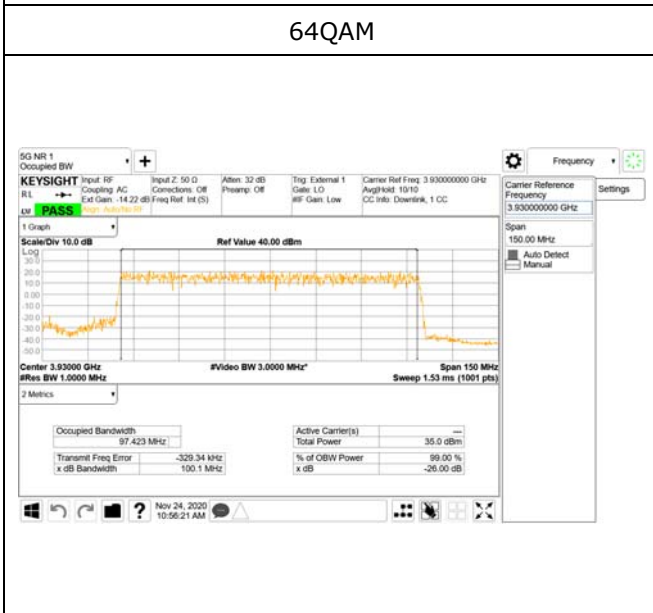 64QAM
5G NR 1
Occupied BW
Frequency
KEYSIGHT
Input: RF
Input Z: 50 Ω
Atten: 32 dB
Trig: External 1
Carrier Ref Freq: 3.930000000 GHz
RL
Coupling: AC
Corrections: Off
Preamp: Off
Gate: LO
Avg|Hold: 10/10
Ext Gain: -14.22 dB
Freq Ref: Int (S)
#IF Gain: Low
CC Info: Downlink, 1 CC
PASS
Align: Auto/No RF
Carrier Reference
Frequency
3.930000000 GHz
Settings
Span
150.00 MHz
Auto Detect
Manual
1 Graph
Scale/Div 10.0 dB
Ref Value 40.00 dBm
Log
30.0
20.0
10.0
0.00
-10.0
-20.0
-30.0
-40.0
-50.0
Center 3.93000 GHz
#Video BW 3.0000 MHz*
Span 150 MHz
#Res BW 1.0000 MHz
Sweep 1.53 ms (1001 pts)
2 Metrics
Occupied Bandwidth
97.423 MHz
Active Carrier(s)
---
Total Power
35.0 dBm
Transmit Freq Error
-329.34 kHz
% of OBW Power
99.00 %
x dB Bandwidth
100.1 MHz
x dB
-26.00 dB
?
Nov 24, 2020
10:56:21 AM